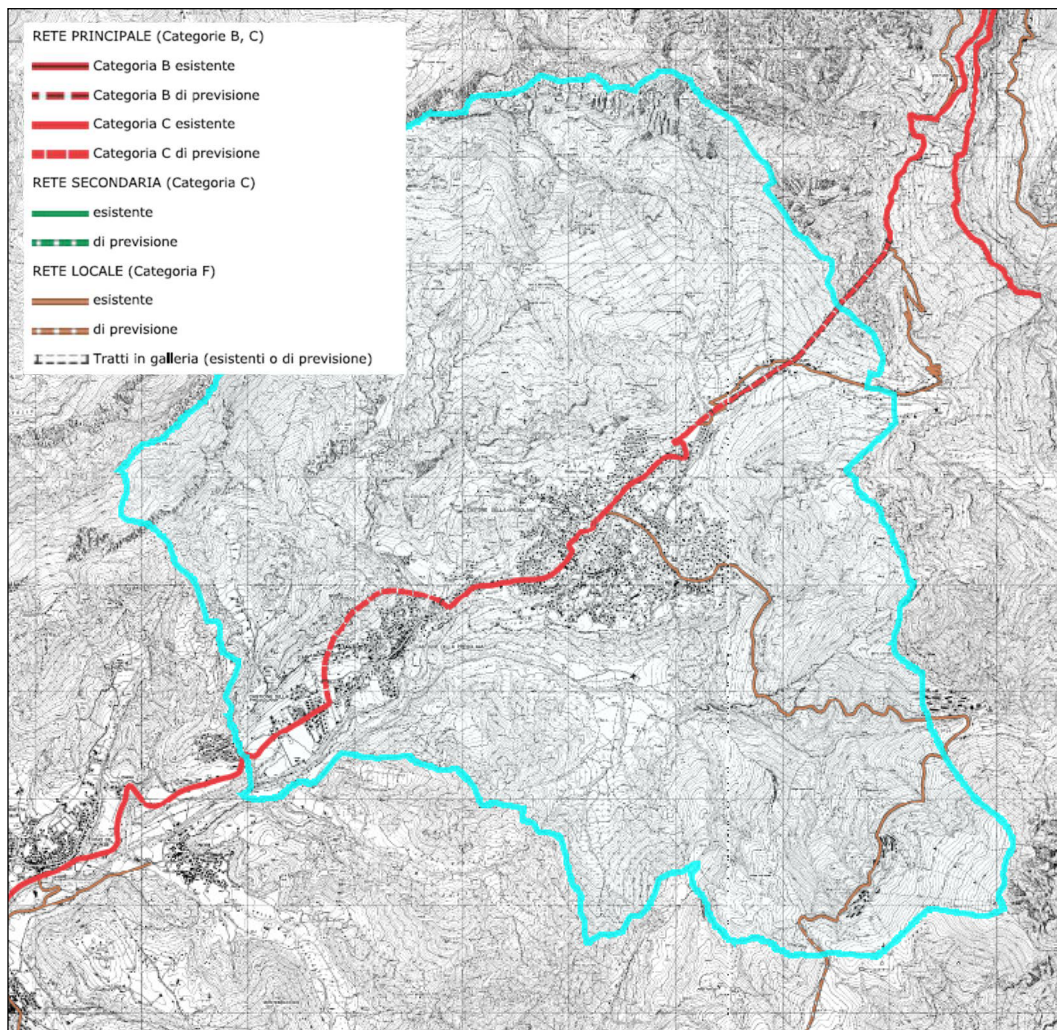 RETE PRINCIPALE (Categorie B, C)
Categoria B esistente
Categoria B di previsione
Categoria C esistente
Categoria C di previsione
RETE SECONDARIA (Categoria C)
esistente
di previsione
RETE LOCALE (Categoria F)
esistente
di previsione
Tratti in galleria (esistenti o di previsione)